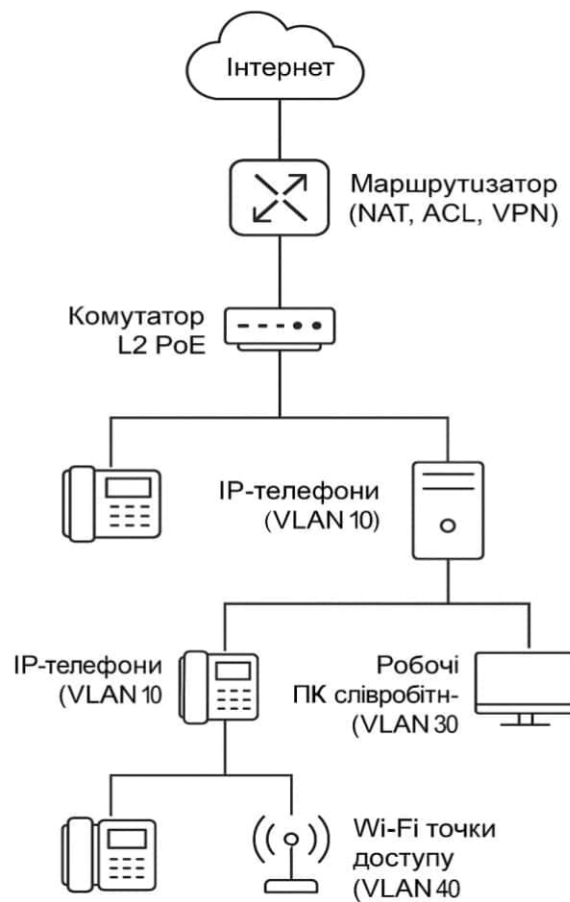 Інтернет
Маршрутизатор
(NAT, ACL, VPN)
Комутатор
L2 PoE
IP-телефони
(VLAN 10)
IP-телефони
(VLAN 10
Робочі
ПК слівробітн-
(VLAN 30
Wi-Fi точки
доступу
(VLAN 40